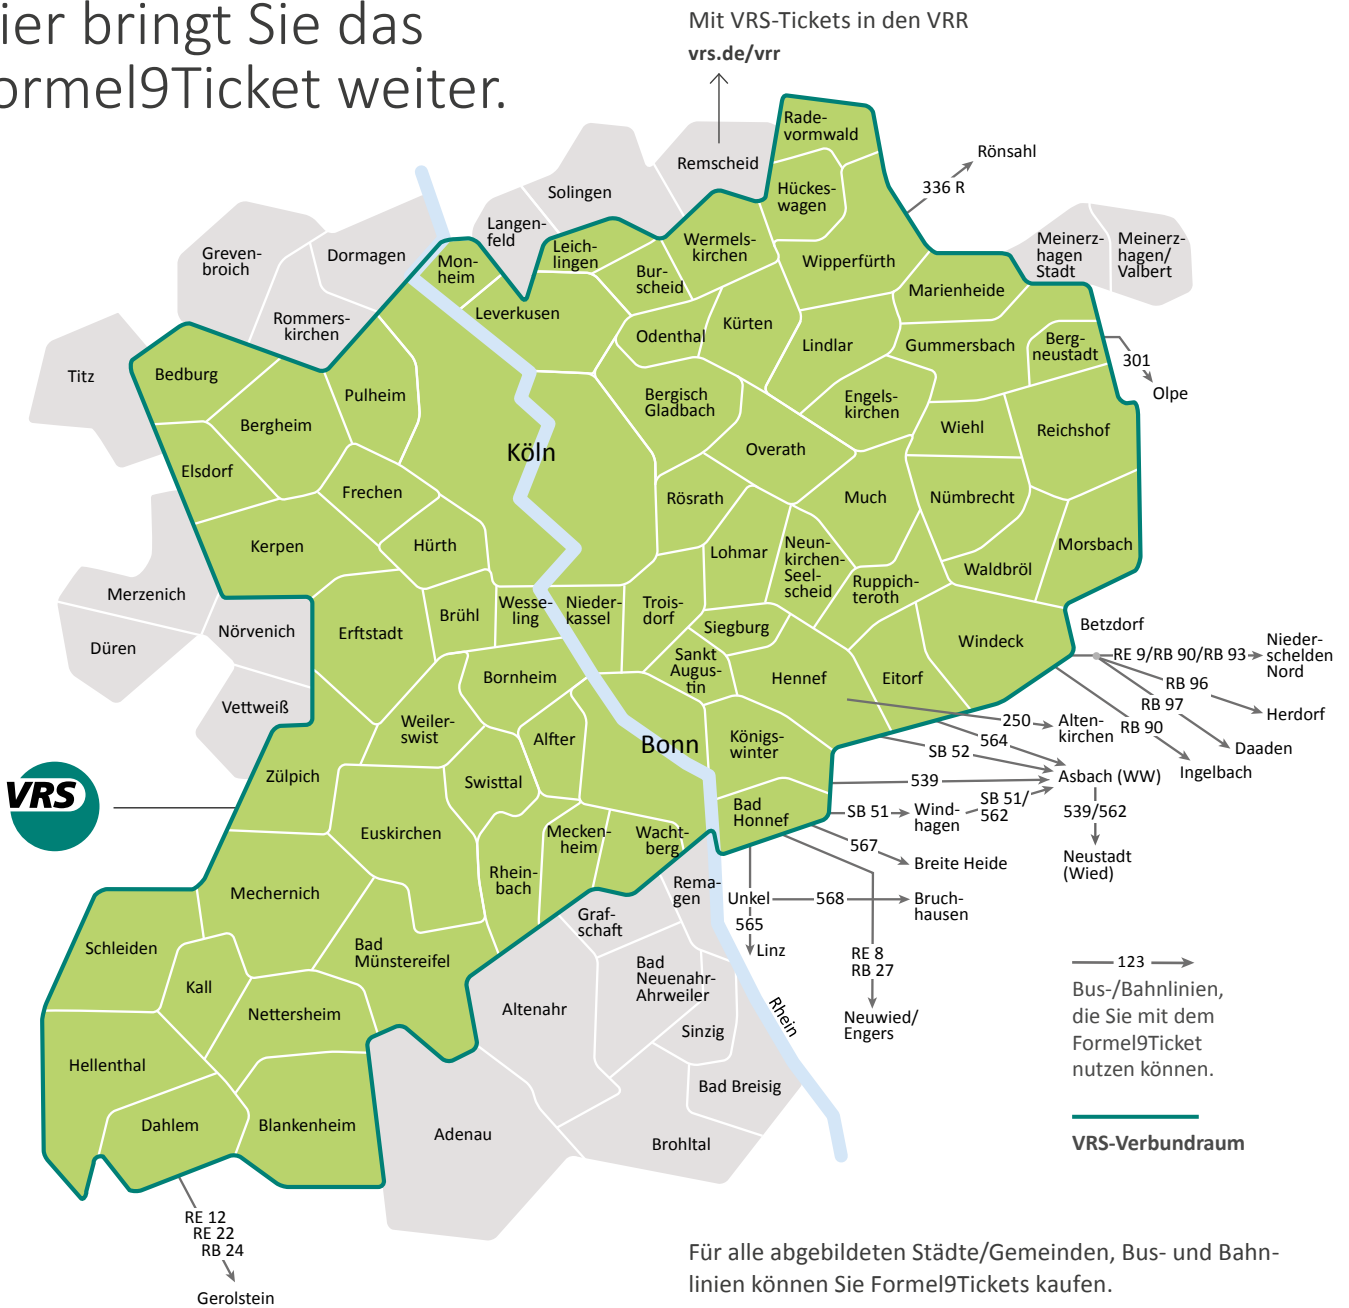 ier bringt Sie das
ormel9Ticket weiter.
Mit VRS-Tickets in den VRR
vrs.de/vrr
Rade-
vormwald
Remscheid
Rönsahl
336 R
Solingen
Hückes-
wagen
Langen-
feld
Leich-
lingen
Wermels-
kirchen
Wipperfürth
Meinerz-
hagen
Stadt
Meinerz-
hagen/
Valbert
Greven-
broich
Dormagen
Mon-
heim
Bur-
scheid
Marienheide
Rommers-
kirchen
Leverkusen
Odenthal
Kürten
Lindlar
Gummersbach
Berg-
neustadt
301
Olpe
Titz
Bedburg
Pulheim
Bergheim
Bergisch
Gladbach
Engels-
kirchen
Wiehl
Reichshof
Köln
Overath
Elsdorf
Frechen
Rösrath
Much
Nümbrecht
Kerpen
Hürth
Lohmar
Neun-
kirchen-
Seel-
scheid
Ruppich-
teroth
Waldbröl
Morsbach
Merzenich
Düren
Nörvenich
Erftstadt
Brühl
Wesse-
ling
Nieder-
kassel
Trois-
dorf
Siegburg
Windeck
Betzdorf
RE 9/RB 90/RB 93
Nieder-
schelden
Nord
RB 96
Herdorf
RB 97
Daaden
RB 90
Ingelbach
Vettweiß
Bornheim
Sankt
Augus-
tin
Hennef
Eitorf
250
Alten-
kirchen
564
SB 52
Asbach (WW)
Weiler-
swist
Alfter
Bonn
Königs-
winter
539
Zülpich
Swisttal
VRS
Bad
Honnef
SB 51
Wind-
hagen
SB 51/
562
539/562
Neustadt
(Wied)
Euskirchen
Mecken-
heim
Wacht-
berg
567
Breite Heide
Rhein-
bach
Mechernich
Rema-
gen
Unkel
568
Bruch-
hausen
565
Linz
Graf-
schaft
Schleiden
Bad
Münstereifel
RE 8
RB 27
Neuwied/
Engers
Kall
Bad
Neuenahr-
Ahrweiler
Altenahr
Nettersheim
Sinzig
Rhein
Hellenthal
Bad Breisig
Dahlem
Blankenheim
Adenau
Brohltal
RE 12
RE 22
RB 24
Gerolstein
123
Bus-/Bahnlinien,
die Sie mit dem
Formel9Ticket
nutzen können.
VRS-Verbundraum
Für alle abgebildeten Städte/Gemeinden, Bus- und Bahn-
linien können Sie Formel9Tickets kaufen.